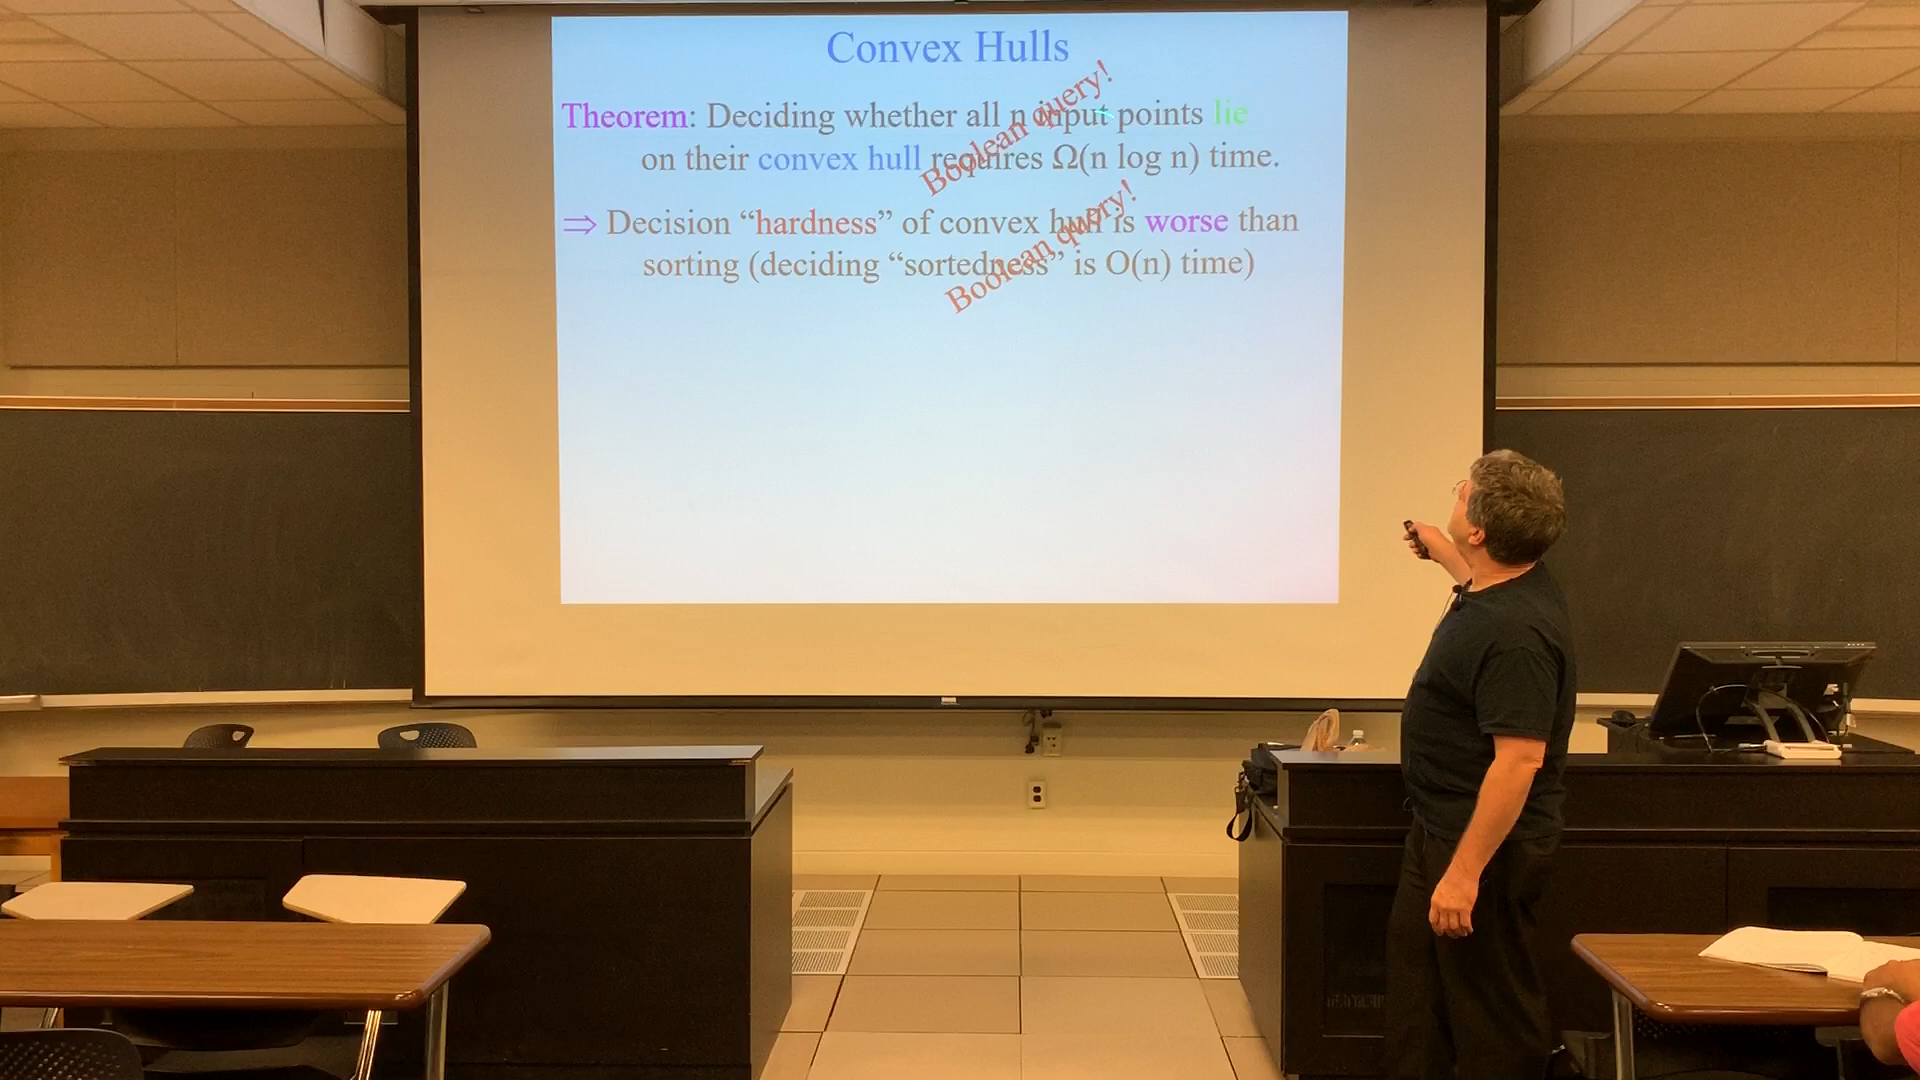 Convex Hulls
Theorem: Deciding whether all n input points lie
on their convex hull requires Ω(n log n) time.
Boolean query!
⇒ Decision “hardness” of convex hull is worse than
sorting (deciding “sortedness” is O(n) time)
Boolean query!